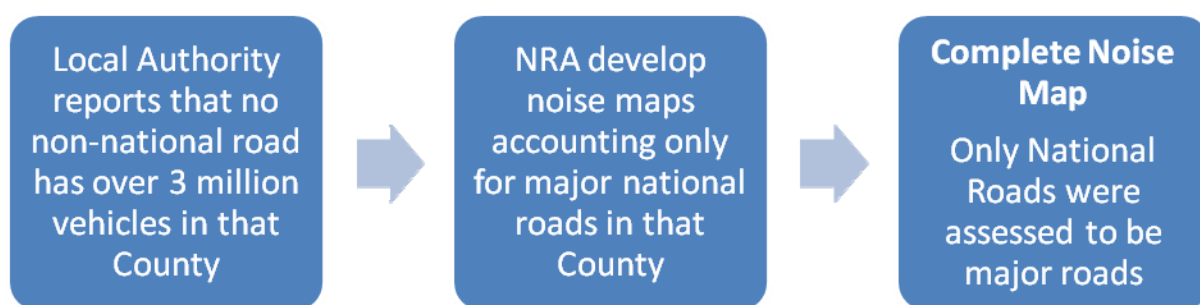 Local Authority
reports that no
non-national road
has over 3 million
vehicles in that
County
NRA develop
noise maps
accounting only
for major national
roads in that
County
Complete Noise
Map
Only National
Roads were
assessed to be
major roads